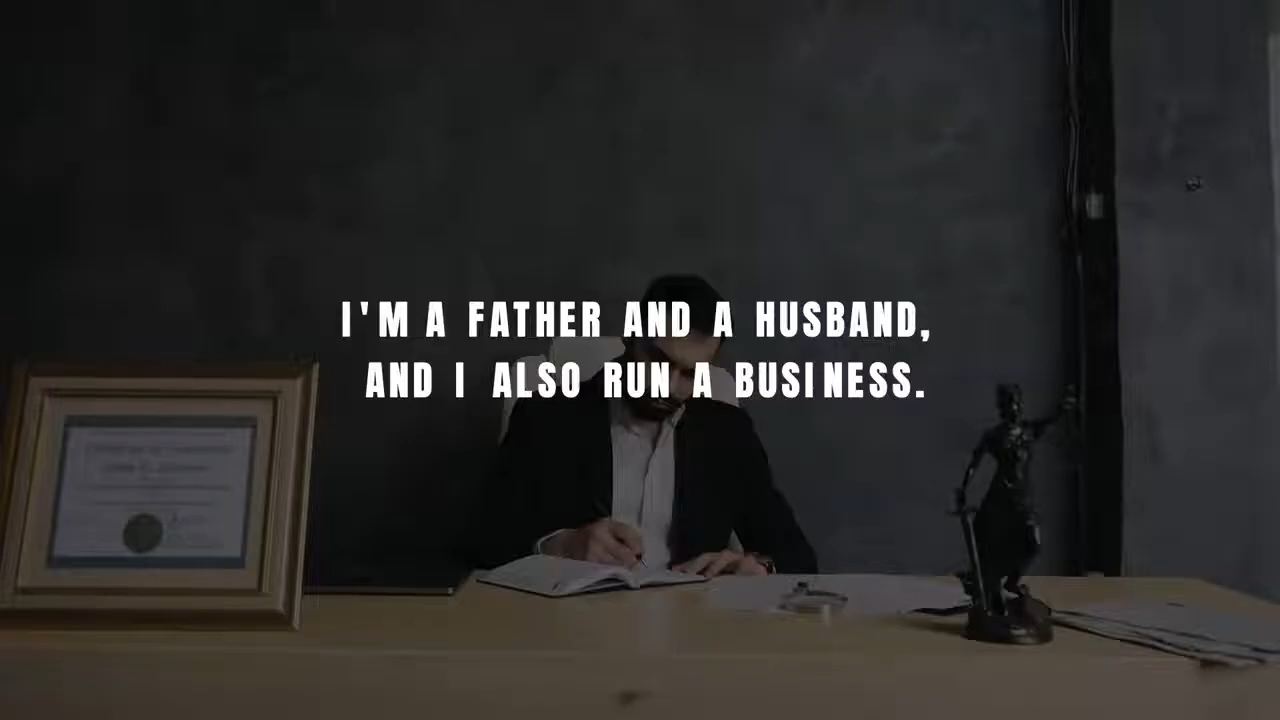 I'M A FATHER AND A HUSBAND,
AND I ALSO RUN A BUSINESS.